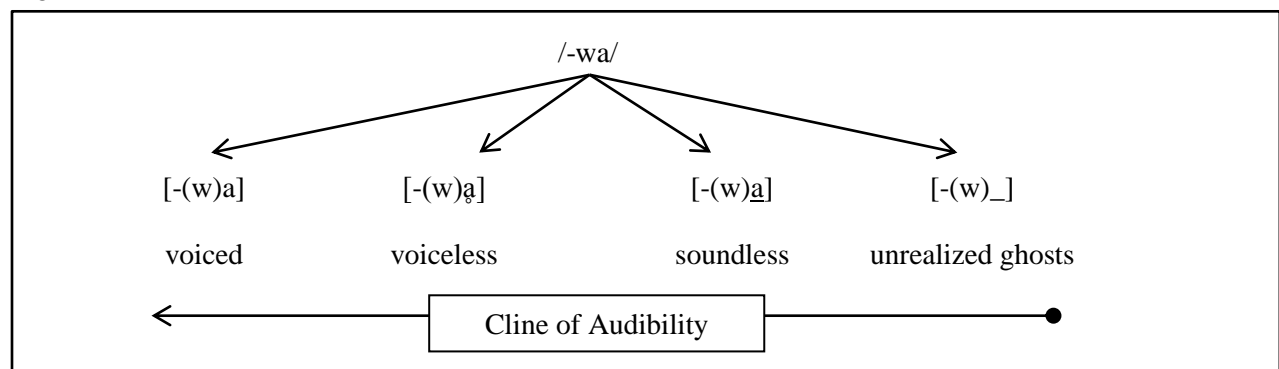 /-wa/
[-(w)a] [-(w)ḁ] [-(w)a̲] [-(w)_]
voiced voiceless soundless unrealized ghosts
Cline of Audibility